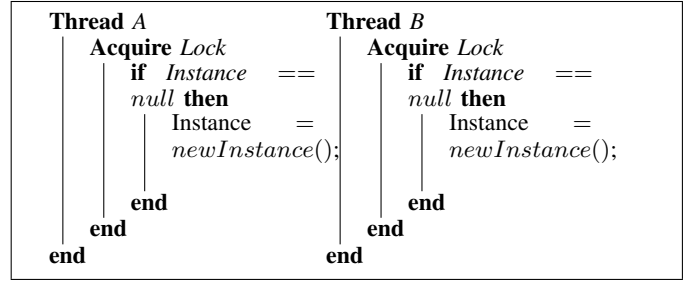 Thread A
Acquire Lock
if Instance ==
null then
Instance =
newInstance();
end
end
end
Thread B
Acquire Lock
if Instance ==
null then
Instance =
newInstance();
end
end
end